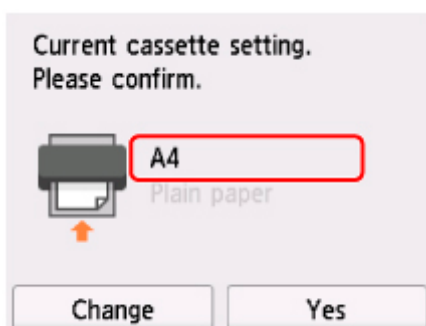 Current cassette setting.
Please confirm.
A4
Plain paper
Change
Yes